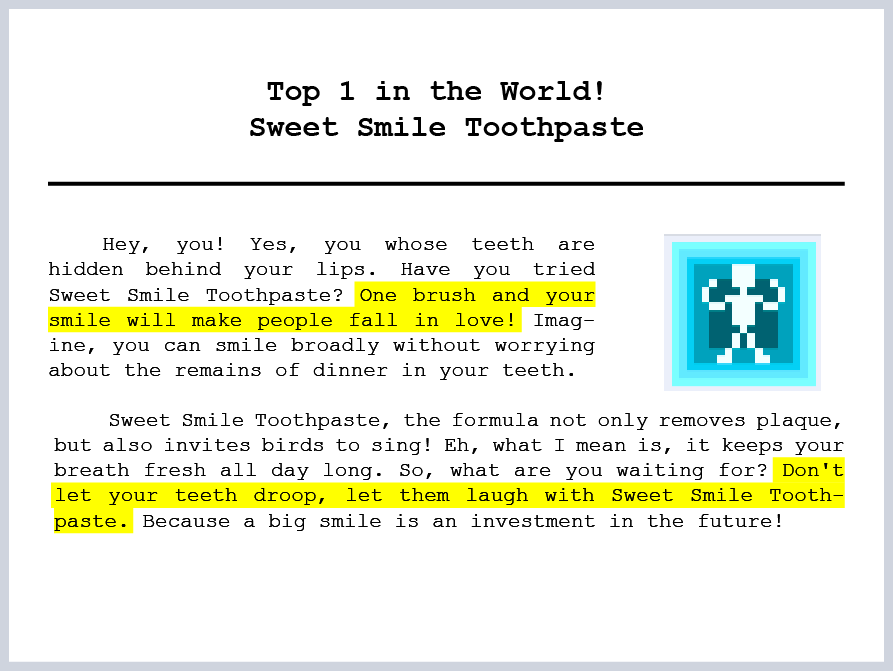 Top 1 in the World!
Sweet Smile Toothpaste
Hey, you! Yes, you whose teeth are
hidden behind your lips. Have you tried
Sweet Smile Toothpaste? One brush and your
smile will make people fall in love! Imag-
ine, you can smile broadly without worrying
about the remains of dinner in your teeth.
Sweet Smile Toothpaste, the formula not only removes plaque,
but also invites birds to sing! Eh, what I mean is, it keeps your
breath fresh all day long. So, what are you waiting for? Don't
let your teeth droop, let them laugh with Sweet Smile Tooth-
paste. Because a big smile is an investment in the future!